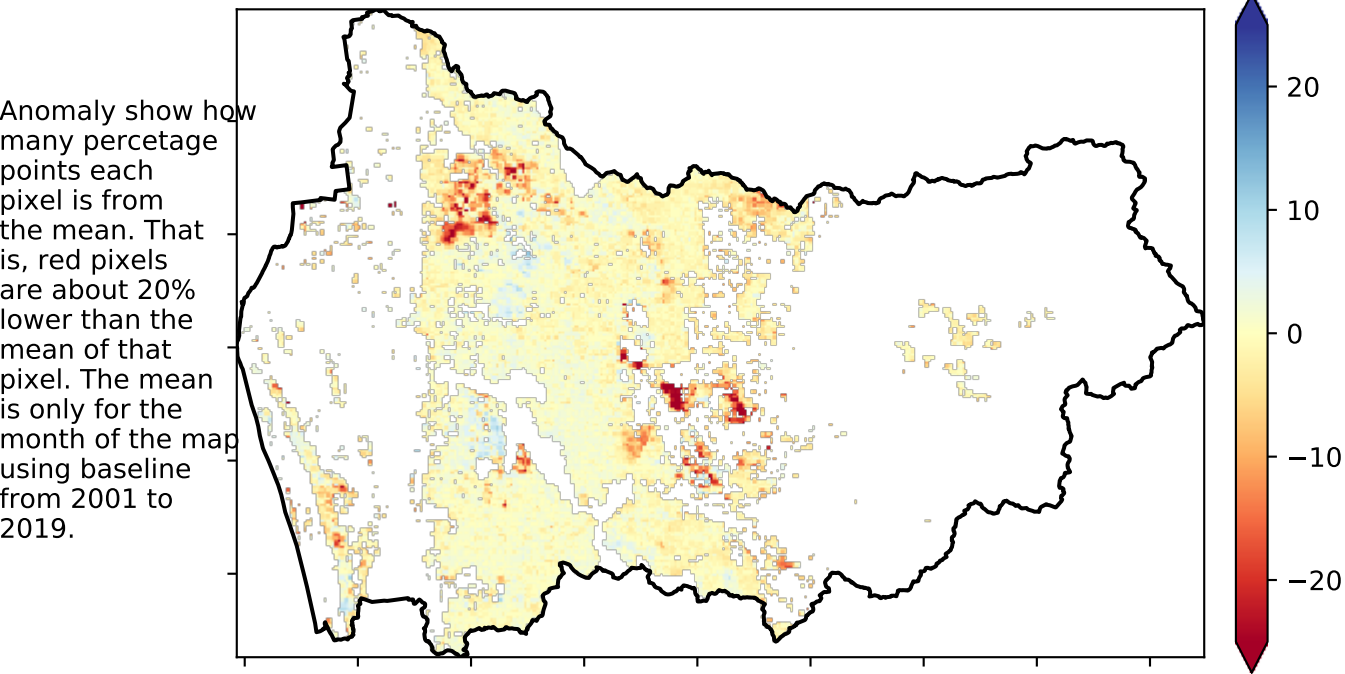 Anomaly show how
many percetage
points each
pixel is from
the mean. That
is, red pixels
are about 20%
lower than the
mean of that
pixel. The mean
is only for the
month of the map
using baseline
from 2001 to
2019.
20
10
0
−10
−20